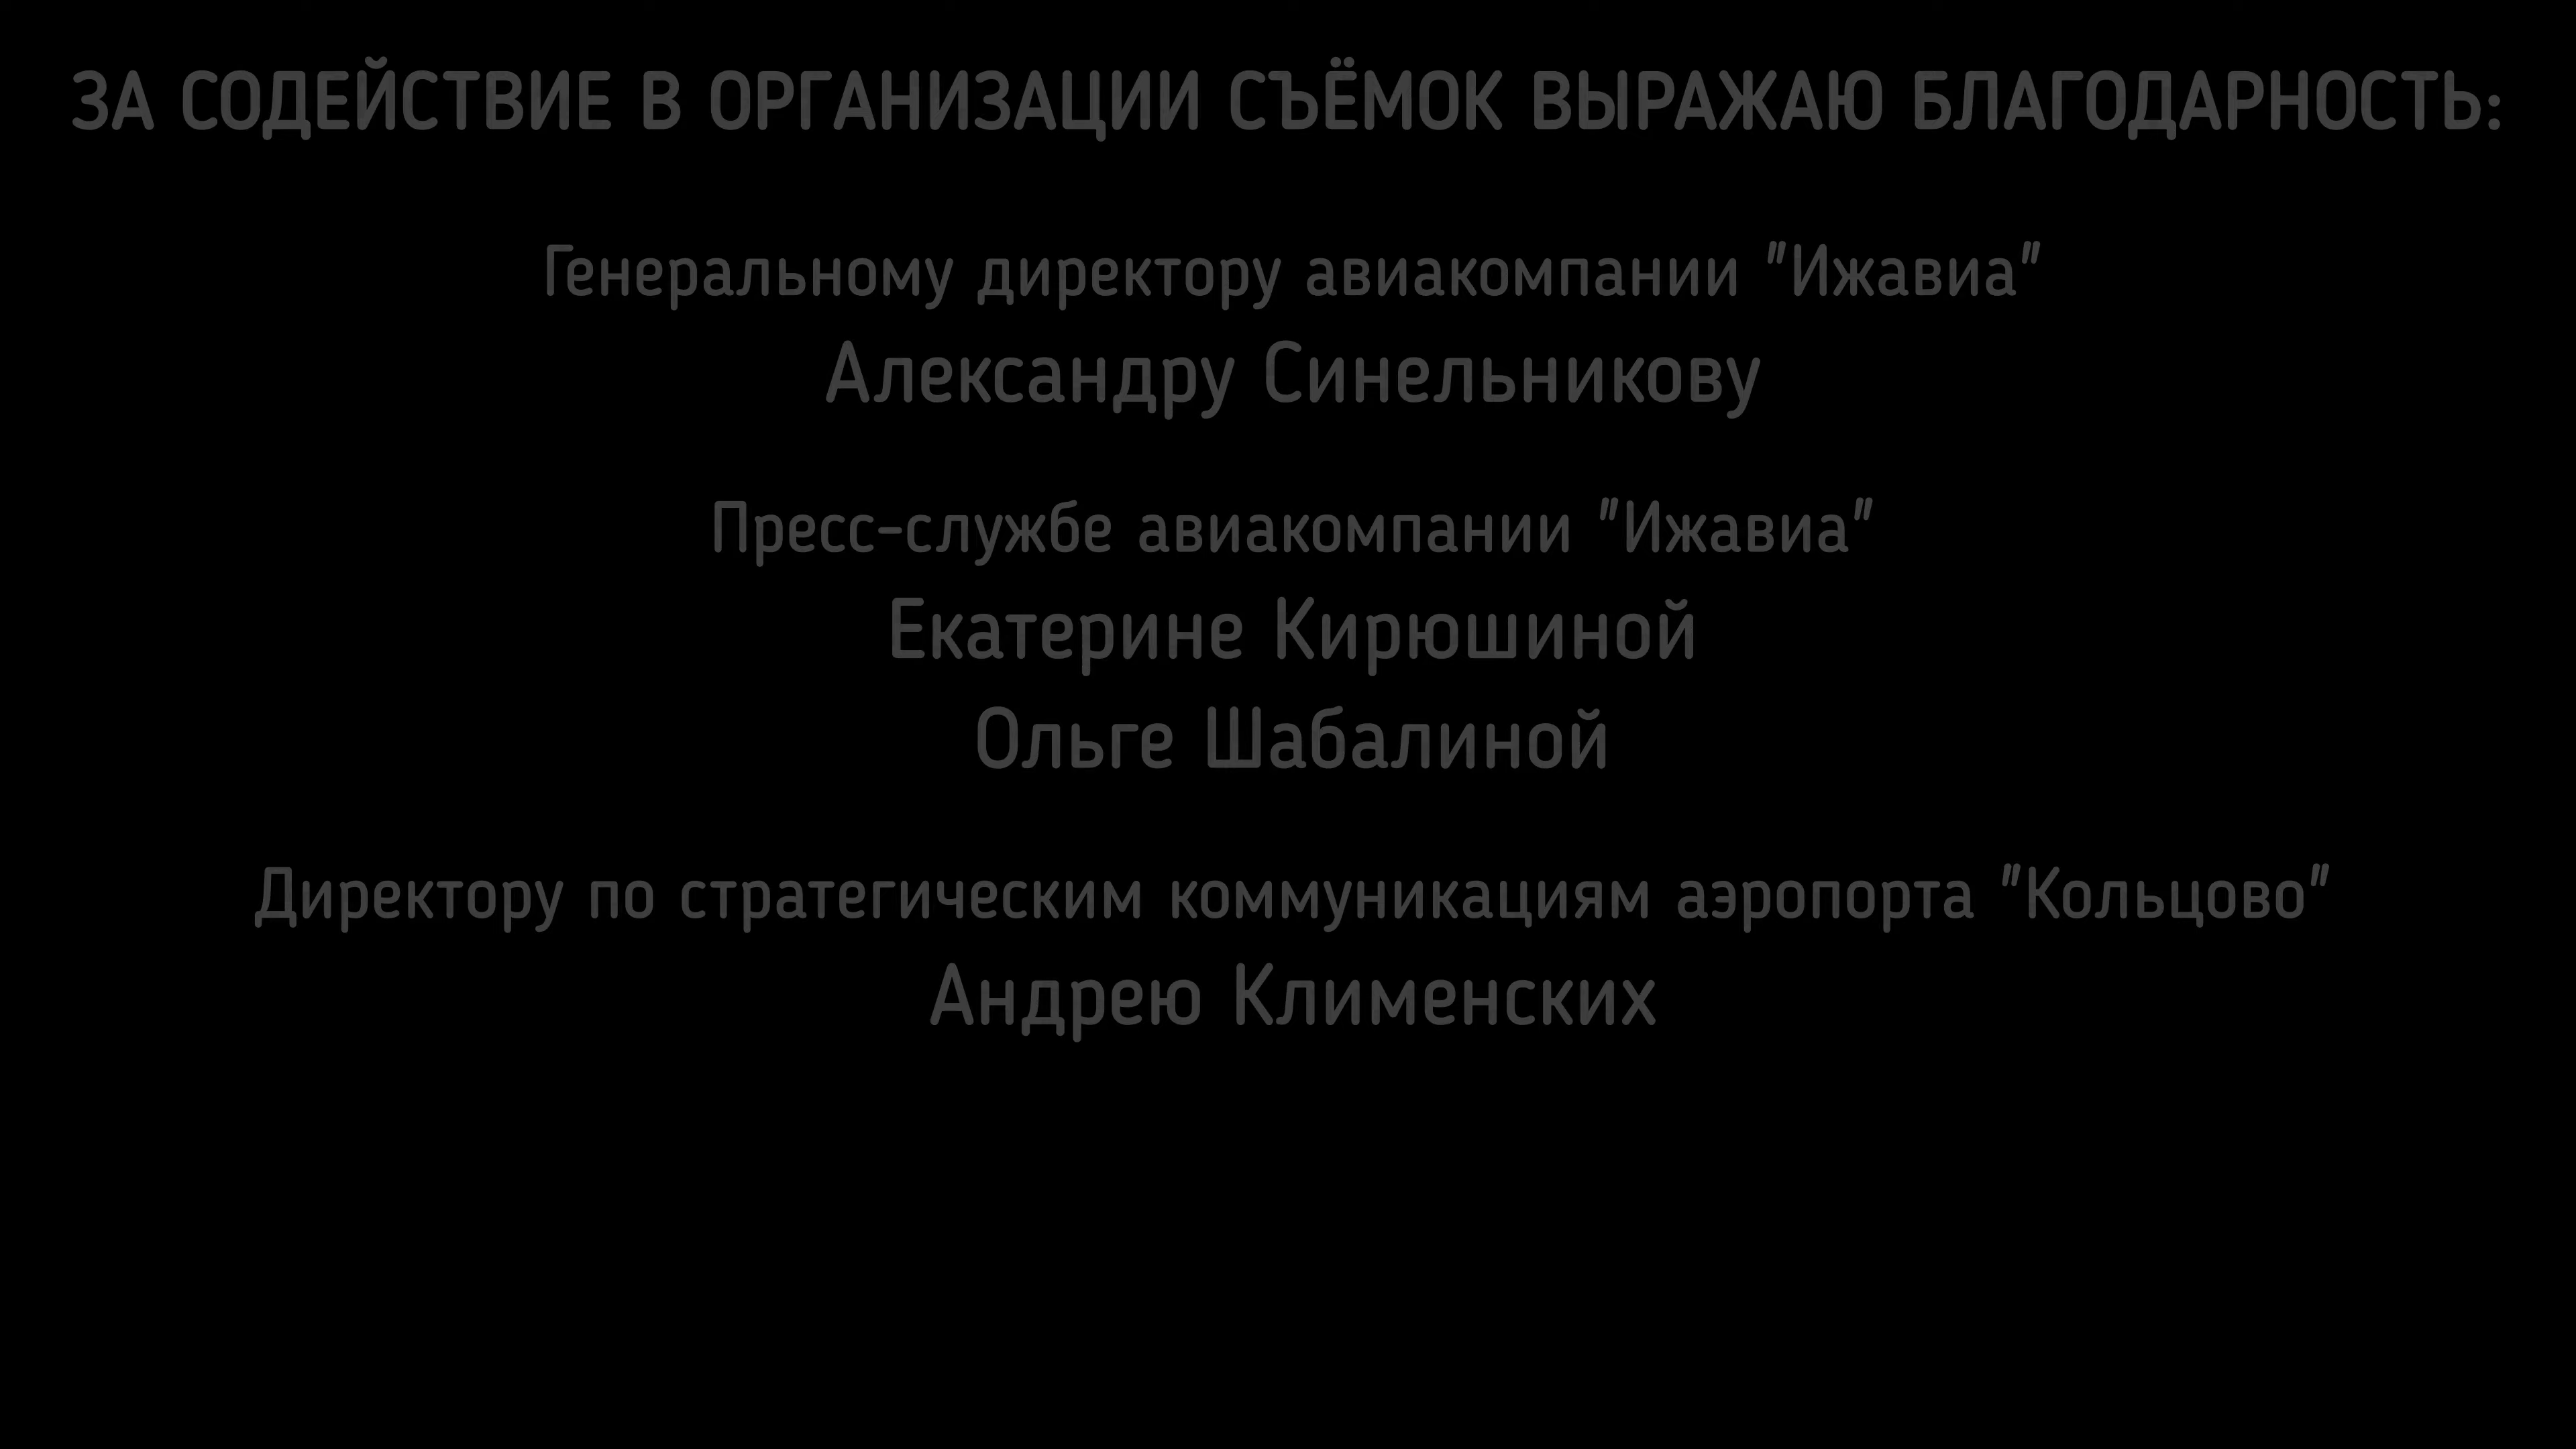 ЗА СОДЕЙСТВИЕ В ОРГАНИЗАЦИИ СЪЁМОК ВЫРАЖАЮ БЛАГОДАРНОСТЬ:
Генеральному директору авиакомпании "Ижавиа"
Александру Синельникову
Пресс-службе авиакомпании "Ижавиа"
Екатерине Кирюшиной
Ольге Шабалиной
Директору по стратегическим коммуникациям аэропорта "Кольцово"
Андрею Клименских